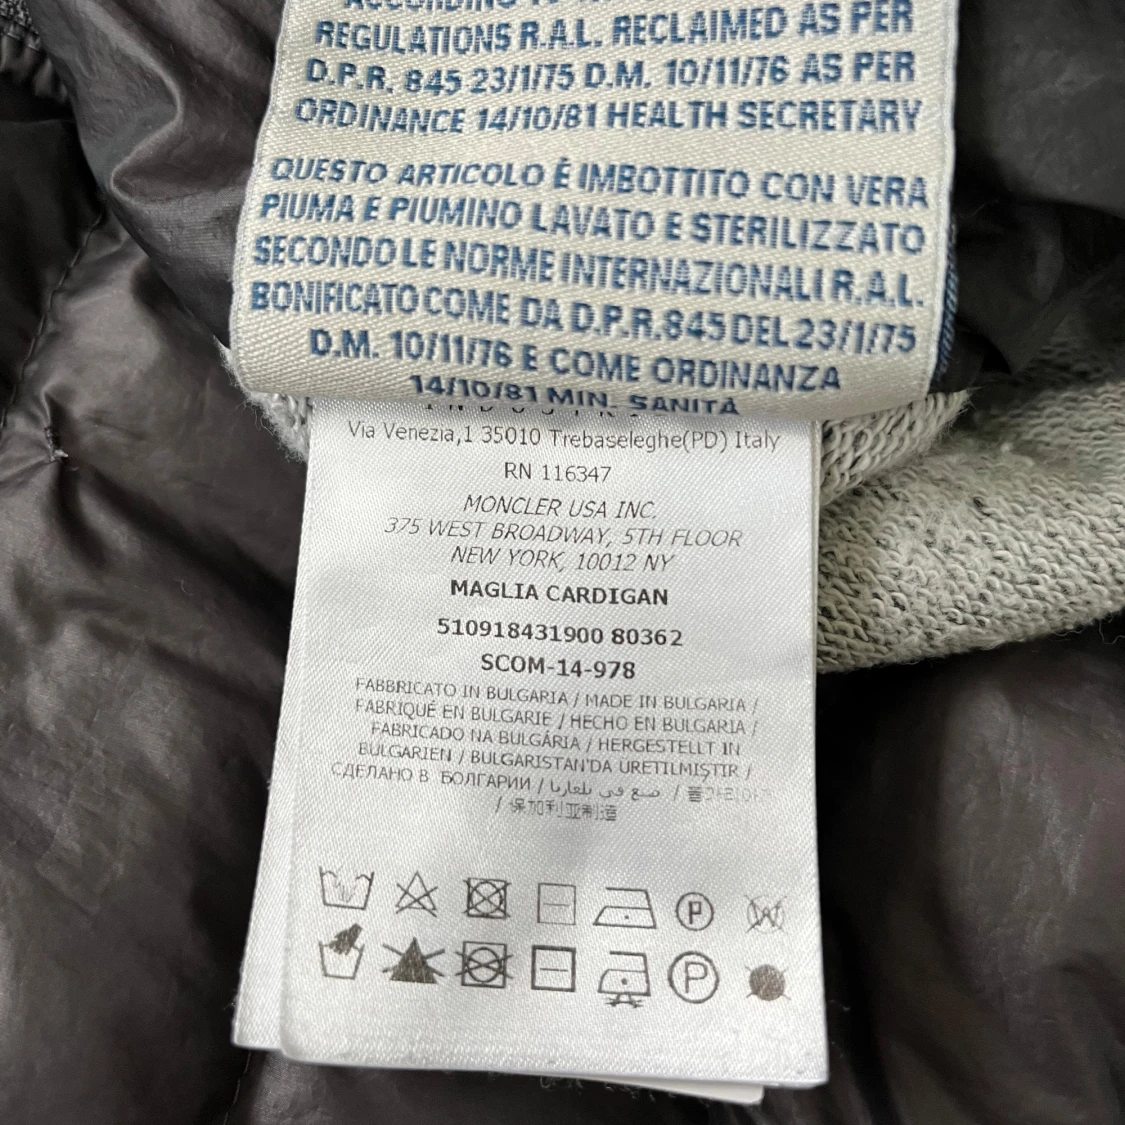 REGULATIONS R.A.L. RECLAIMED AS PER
D.P.R. 845 23/1/75 D.M. 10/11/76 AS PER
ORDINANCE 14/10/81 HEALTH SECRETARY
QUESTO ARTICOLO È IMBOTTITO CON VERA
PIUMA E PIUMINO LAVATO E STERILIZZATO
SECONDO LE NORME INTERNAZIONALI R.A.L.
BONIFICATO COME DA D.P.R. 845 DEL 23/1/75
D.M. 10/11/76 E COME ORDINANZA
14/10/81 MIN. SANITÀ
Via Venezia,1 35010 Trebaseleghe(PD) Italy
RN 116347
MONCLER USA INC.
375 WEST BROADWAY, 5TH FLOOR
NEW YORK, 10012 NY
MAGLIA CARDIGAN
510918431900 80362
SCOM-14-978
FABBRICATO IN BULGARIA / MADE IN BULGARIA /
FABRIQUÉ EN BULGARIE / HECHO EN BULGARIA /
FABRICADO NA BULGÁRIA / HERGESTELLT IN
BULGARIEN / BULGARISTAN'DA ÜRETILMIŞTIR /
СДЕЛАНО В БОЛГАРИИ / صنع في بلغاريا /
/ 保加利亚制造
P
W
P